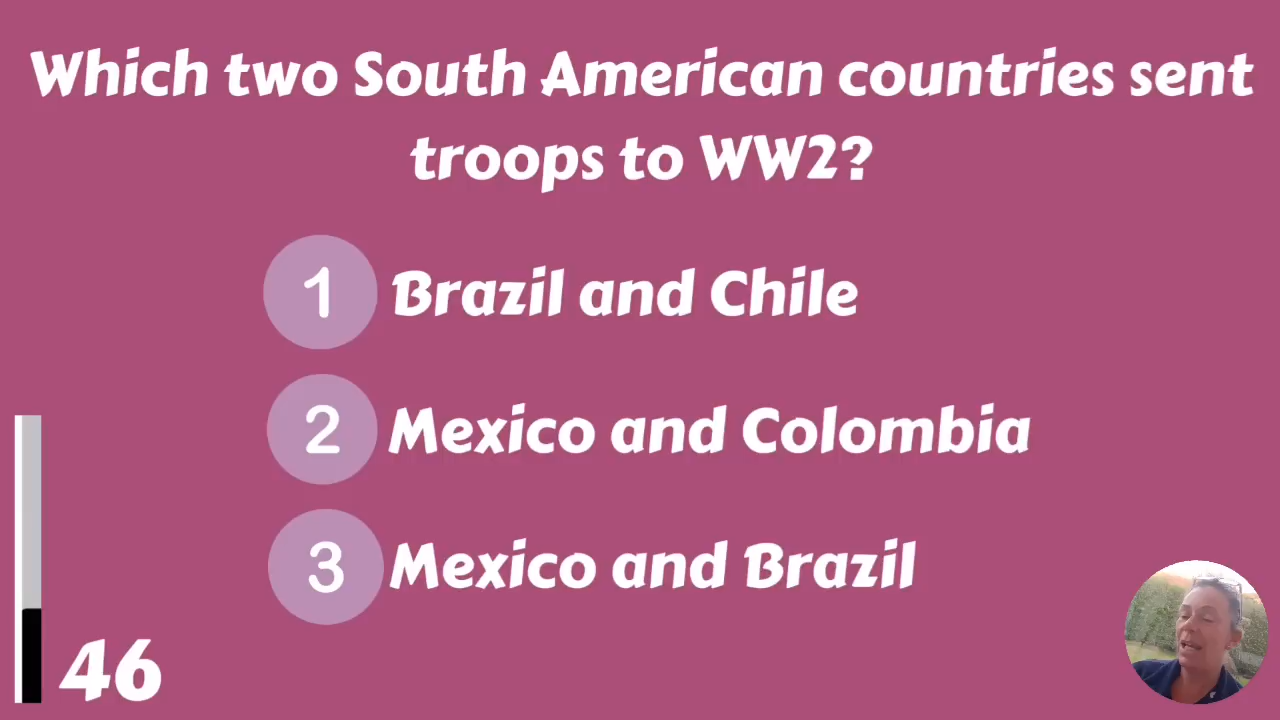 Which two South American countries sent
troops to WW2?
1 Brazil and Chile
2 Mexico and Colombia
3 Mexico and Brazil
46